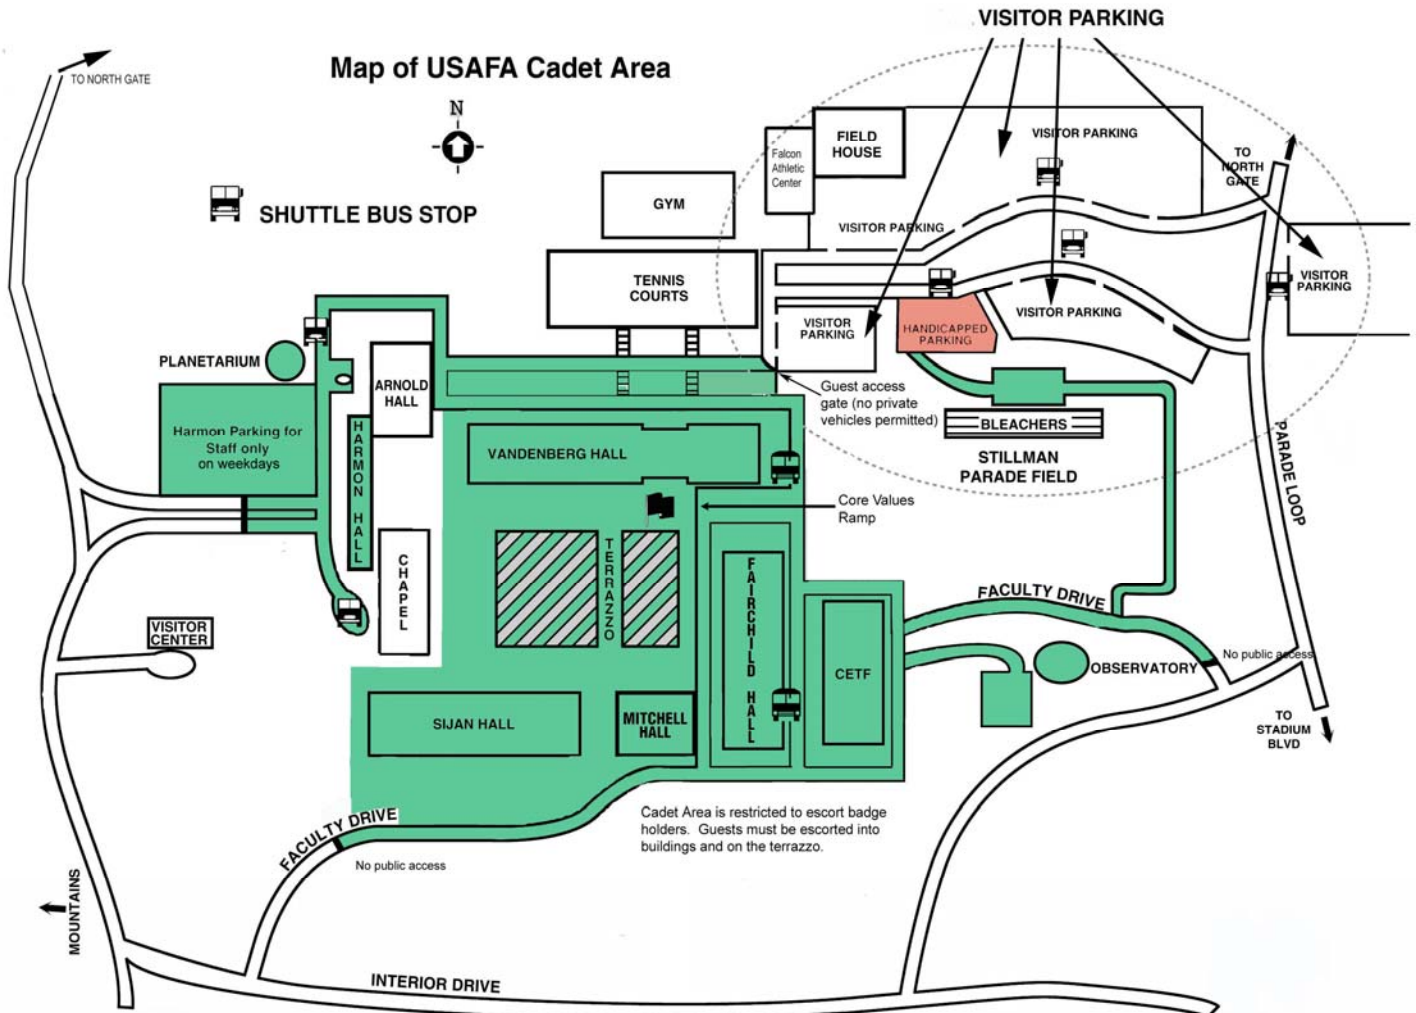 VISITOR PARKING
Map of USAFA Cadet Area
TO NORTH GATE
N
SHUTTLE BUS STOP
FIELD
HOUSE
Falcon
Athletic
Center
VISITOR PARKING
TO
NORTH
GATE
GYM
VISITOR PARKING
TENNIS
COURTS
VISITOR
PARKING
VISITOR
PARKING
HANDICAPPED
PARKING
VISITOR PARKING
PLANETARIUM
ARNOLD
HALL
Guest access
gate (no private
vehicles permitted)
Harmon Parking for
Staff only
on weekdays
HARMON HALL
VANDENBERG HALL
BLEACHERS
STILLMAN
PARADE FIELD
PARADE LOOP
Core Values
Ramp
CHAPEL
TERRAZZO
FAIRCHILD HALL
FACULTY DRIVE
VISITOR
CENTER
No public access
OBSERVATORY
CETF
SIJAN HALL
MITCHELL
HALL
TO
STADIUM
BLVD
FACULTY DRIVE
Cadet Area is restricted to escort badge
holders. Guests must be escorted into
buildings and on the terrazzo.
No public access
MOUNTAINS
INTERIOR DRIVE